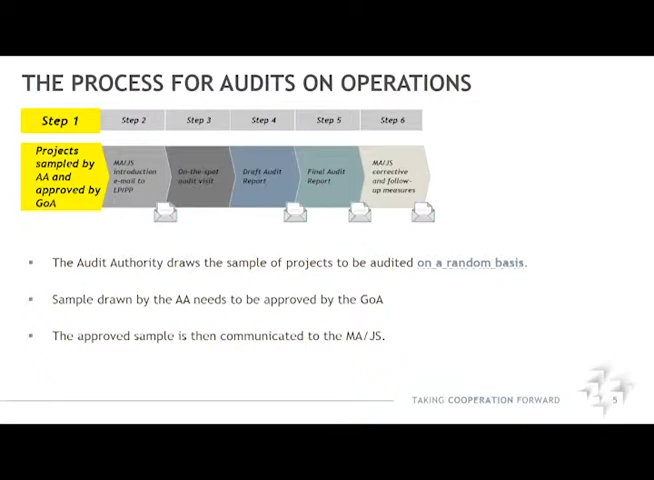 THE PROCESS FOR AUDITS ON OPERATIONS
Step 1
Step 2
Step 3
Step 4
Step 5
Step 6
Projects
sampled by
AA and
approved by
GoA
MA/JS
introduction
e-mail to
LP/PP
On-the-spot
audit visit
Draft Audit
Report
Final Audit
Report
MA/JS
corrective
and follow-
up measures
▪ The Audit Authority draws the sample of projects to be audited on a random basis.
▪ Sample drawn by the AA needs to be approved by the GoA
▪ The approved sample is then communicated to the MA/JS.
TAKING COOPERATION FORWARD
5